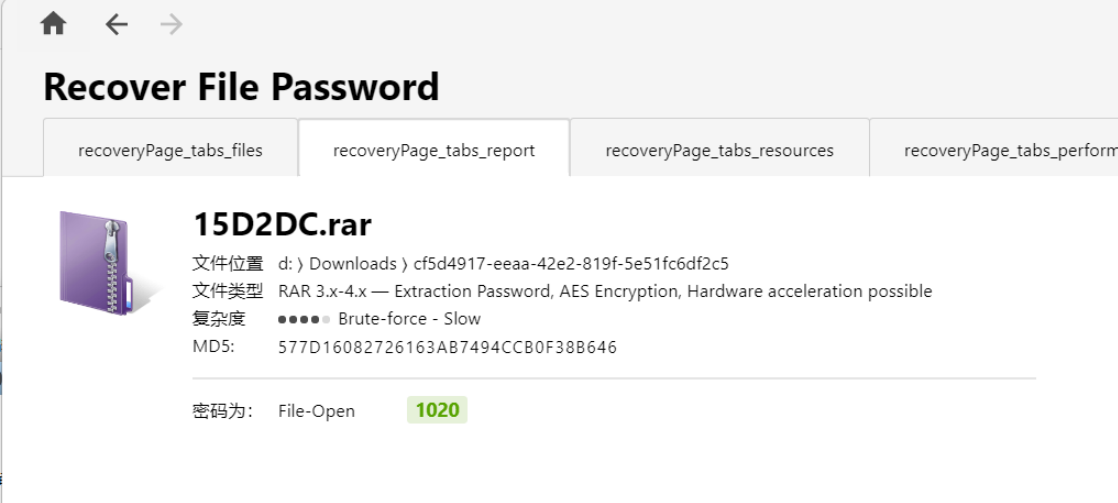 Recover File Password
recoveryPage_tabs_files recoveryPage_tabs_report recoveryPage_tabs_resources recoveryPage_tabs_perform
15D2DC.rar
文件位置 d: ⟩ Downloads ⟩ cf5d4917-eeaa-42e2-819f-5e51fc6df2c5
文件类型 RAR 3.x-4.x — Extraction Password, AES Encryption, Hardware acceleration possible
复杂度 Brute-force - Slow
MD5: 577D16082726163AB7494CCB0F38B646
密码为: File-Open 1020